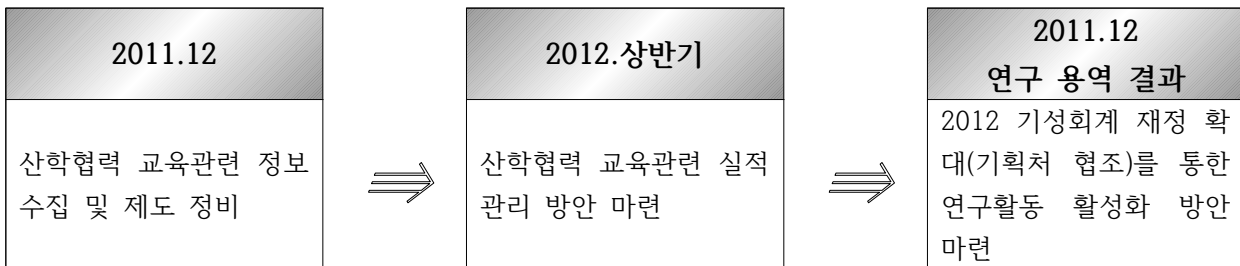 2011.12
산학협력 교육관련 정보
수집 및 제도 정비
2012.상반기
산학협력 교육관련 실적
관리 방안 마련
2011.12
연구 용역 결과
2012 기성회계 재정 확
대(기획처 협조)를 통한
연구활동 활성화 방안
마련